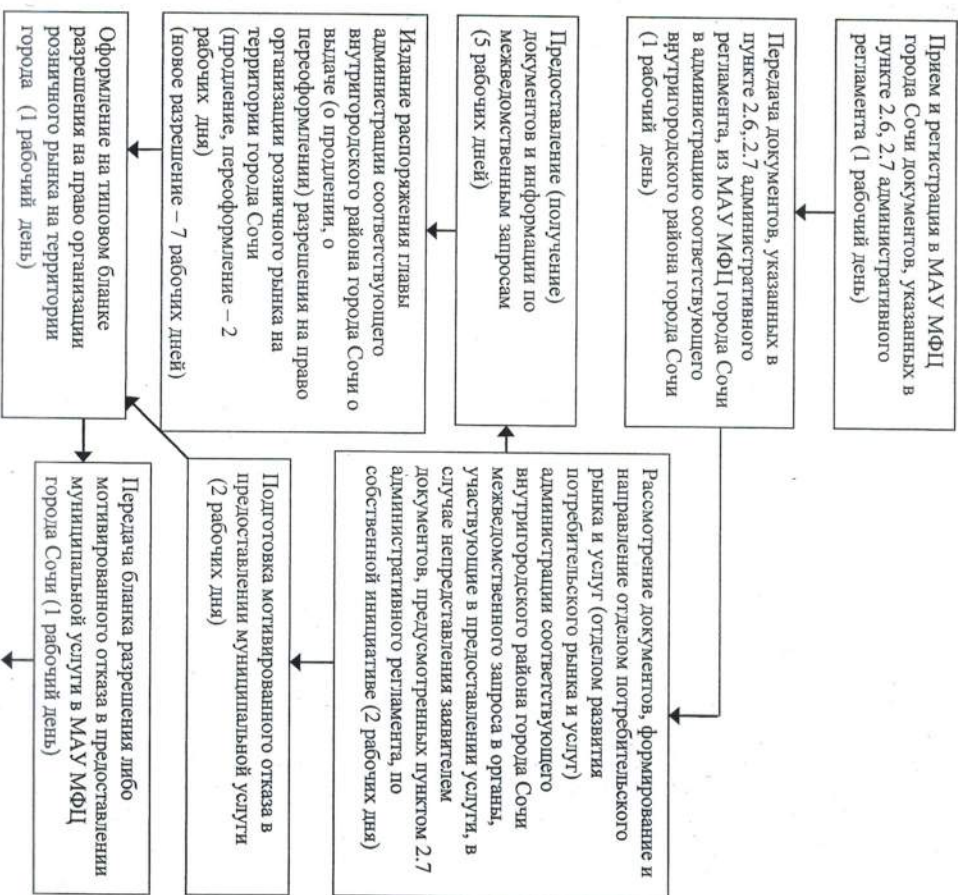 Прием и регистрация в МАУ МФЦ
города Сочи документов, указанных в
пункте 2.6, 2.7 административного
регламента (1 рабочий день)
Передача документов, указанных в
пункте 2.6,.2.7 административного
регламента, из МАУ МФЦ города Сочи
в администрацию соответствующего
внутригородского района города Сочи
(1 рабочий день)
Рассмотрение документов, формирование и
направление отделом потребительского
рынка и услуг (отделом развития
потребительского рынка и услуг)
администрации соответствующего
внутригородского района города Сочи
межведомственного запроса в органы,
участвующие в предоставлении услуги, в
случае непредставления заявителем
документов, предусмотренных пунктом 2.7
административного регламента, по
собственной инициативе (2 рабочих дня)
Предоставление (получение)
документов и информации по
межведомственным запросам
(5 рабочих дней)
Издание распоряжения главы
администрации соответствующего
внутригородского района города Сочи о
выдаче (о продлении, о
переоформлении) разрешения на право
организации розничного рынка на
территории города Сочи
(продление, переоформление – 2
рабочих дня)
(новое разрешение – 7 рабочих дней)
Подготовка мотивированного отказа в
предоставлении муниципальной услуги
(2 рабочих дня)
Оформление на типовом бланке
разрешения на право организации
розничного рынка на территории
города (1 рабочий день)
Передача бланка разрешения либо
мотивированного отказа в предоставлении
муниципальной услуги в МАУ МФЦ
города Сочи (1 рабочий день)